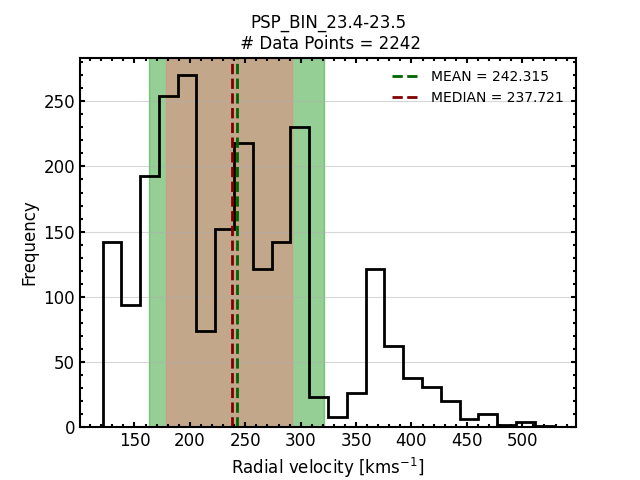 PSP_BIN_23.4-23.5
# Data Points = 2242
MEAN = 242.315
MEDIAN = 237.721
Frequency
250
200
150
100
50
0
150 200 250 300 350 400 450 500
Radial velocity [kms⁻¹]